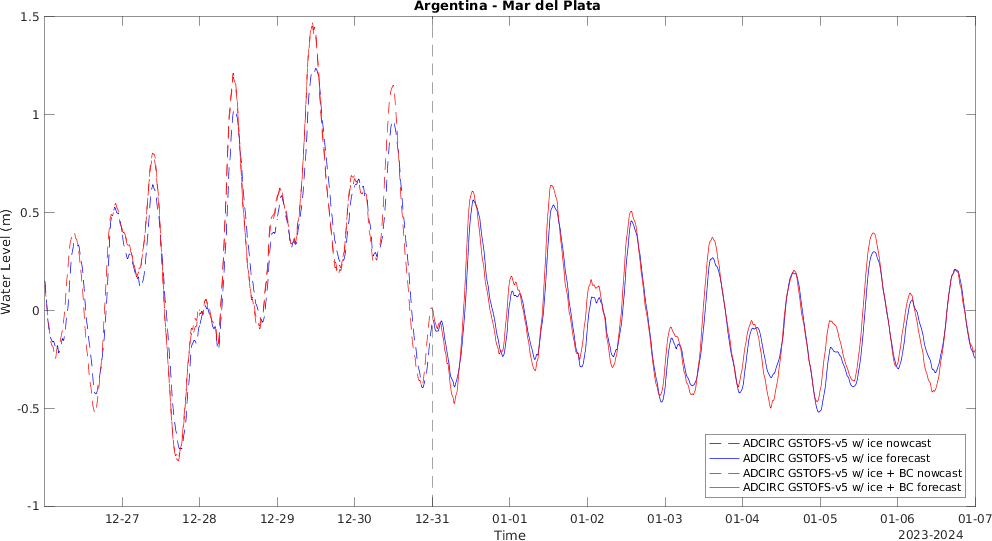 Argentina - Mar del Plata
Water Level (m)
1.5
1
0.5
0
-0.5
-1
12-27 12-28 12-29 12-30 12-31 01-01 01-02 01-03 01-04 01-05 01-06 01-07
Time
2023-2024
ADCIRC GSTOFS-v5 w/ ice nowcast
ADCIRC GSTOFS-v5 w/ ice forecast
ADCIRC GSTOFS-v5 w/ ice + BC nowcast
ADCIRC GSTOFS-v5 w/ ice + BC forecast